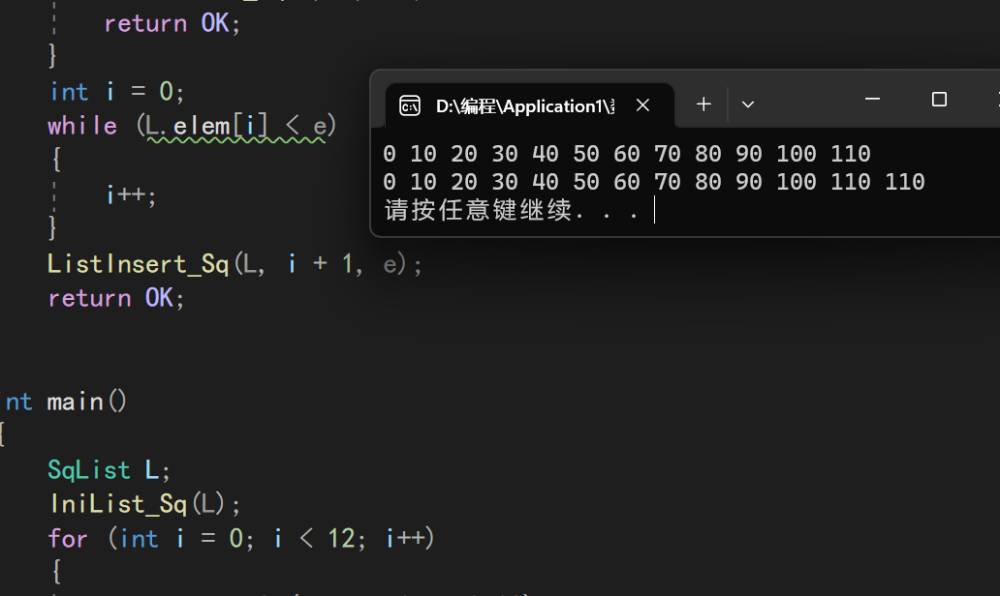 return OK;
}
int i = 0;
while (L.elem[i] < e)
{
i++;
}
ListInsert_Sq(L, i + 1, e);
return OK;
D:\编程\Application1\
0 10 20 30 40 50 60 70 80 90 100 110
0 10 20 30 40 50 60 70 80 90 100 110 110
请按任意键继续. . .
int main()
{
SqList L;
IniList_Sq(L);
for (int i = 0; i < 12; i++)
{